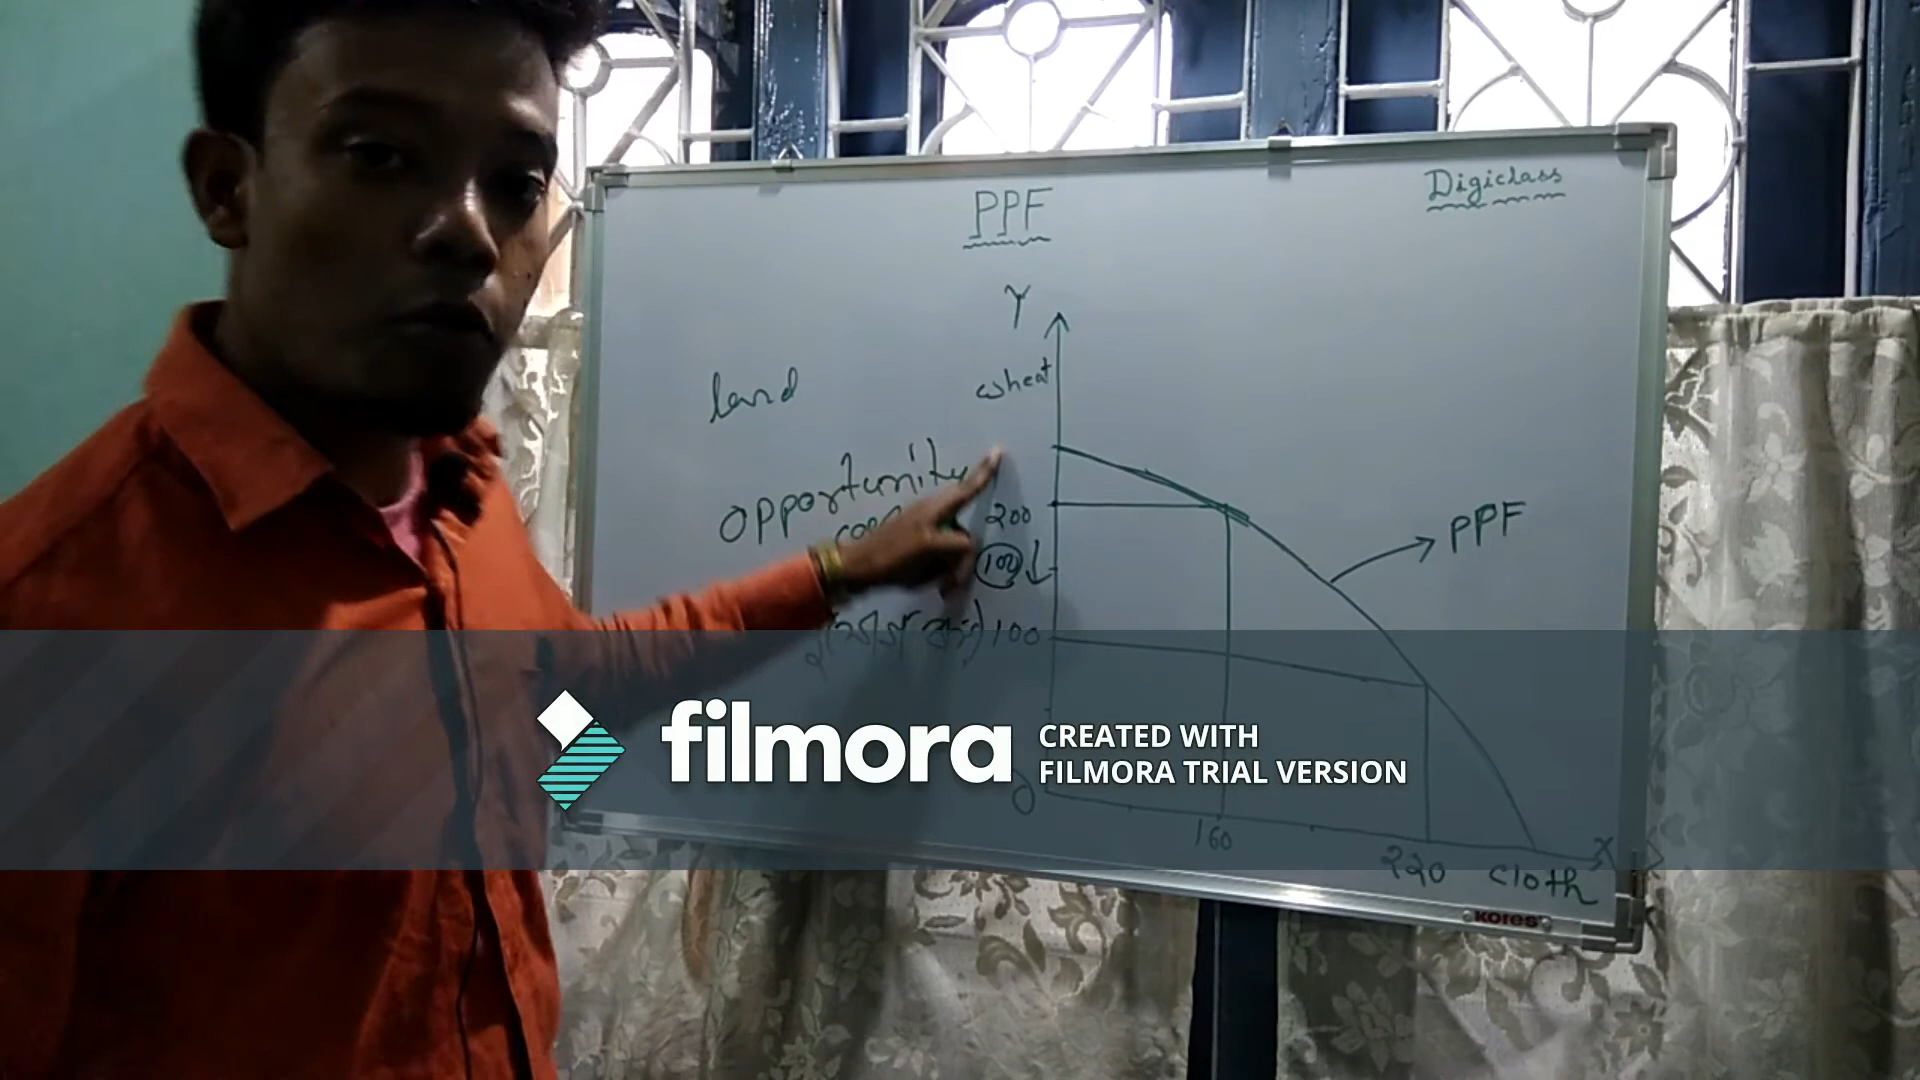 PPF
Digiclass
Y
wheat
land
opportunity
200
100
PPF
100
filmora
CREATED WITH
FILMORA TRIAL VERSION
O
160
X
220
cloth
kores